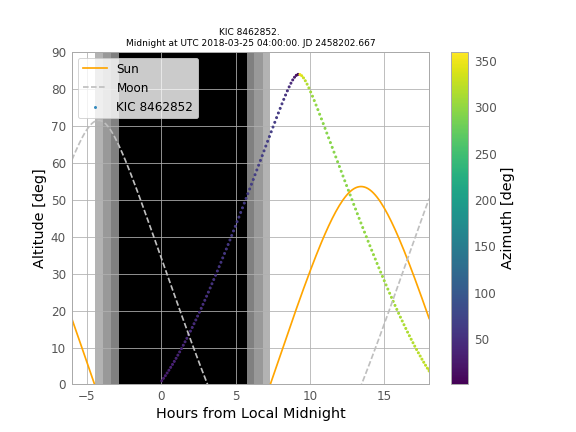 KIC 8462852.
Midnight at UTC 2018-03-25 04:00:00. JD 2458202.667
90
80
70
60
50
40
30
20
10
0
Altitude [deg]
Sun
Moon
KIC 8462852
−5
0
5
10
15
Hours from Local Midnight
350
300
250
200
150
100
50
Azimuth [deg]